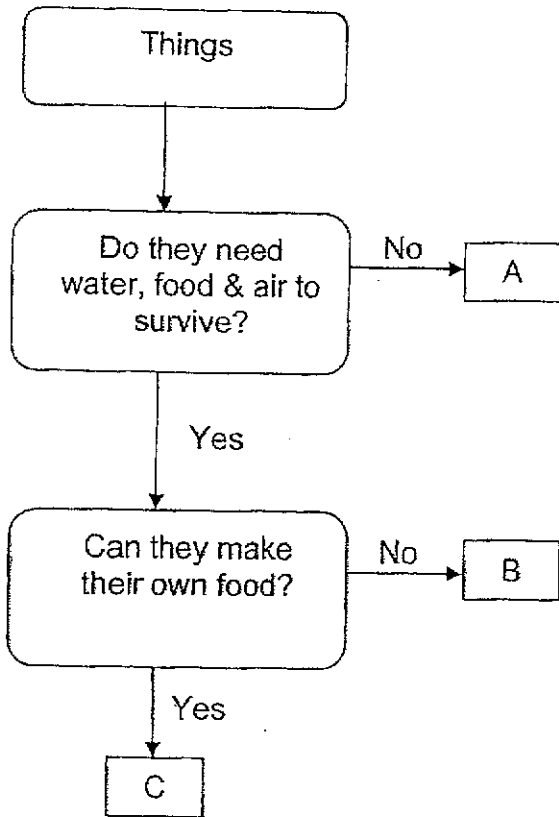 Things
Do they need
water, food & air to
survive?
No
A
Yes
Can they make
their own food?
No
B
Yes
C